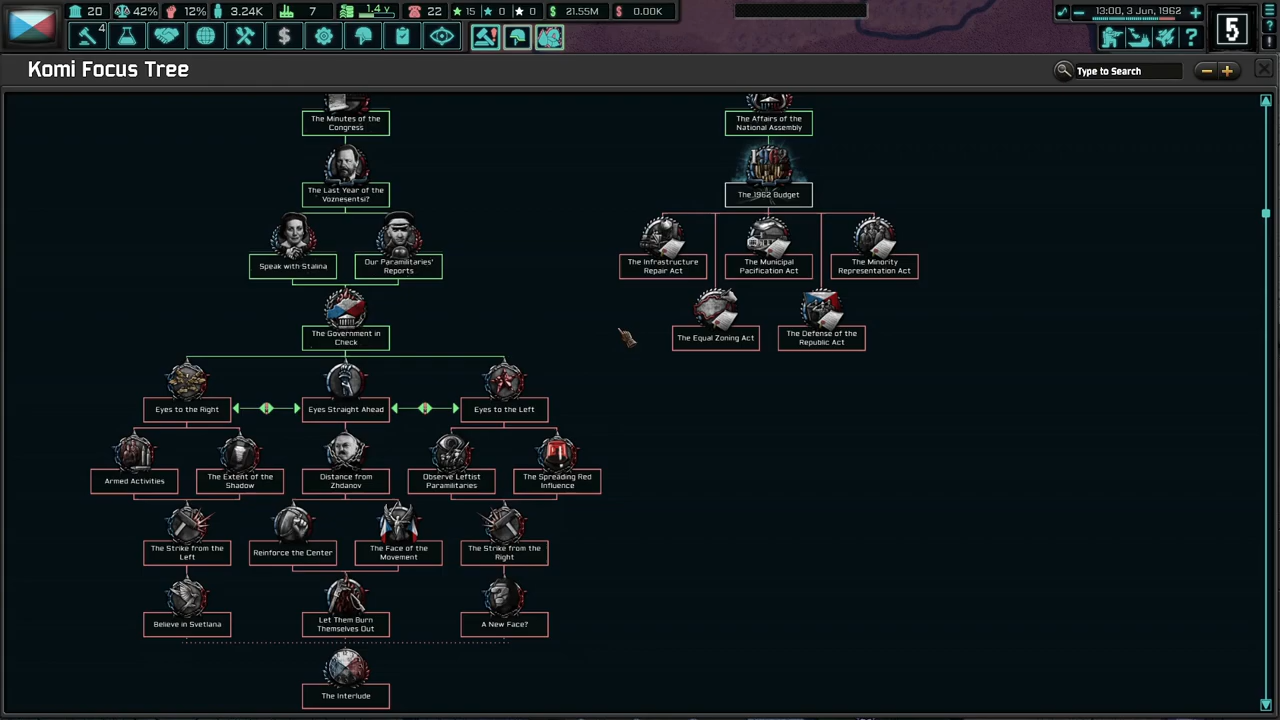 20 42% 12% 3.24K 7 1.4 v 22 15 0 0 $ 21.55M $ 0.00K 13:00, 3 Jun, 1962
4 $ ? 5
Komi Focus Tree
Type to Search
The Minutes of the
Congress
The Affairs of the
National Assembly
The Last Year of the
Voznesentsi?
1962
The 1962 Budget
Speak with Stalina
Our Paramilitaries'
Reports
The Infrastructure
Repair Act
The Municipal
Pacification Act
The Minority
Representation Act
The Government in
Check
The Equal Zoning Act
The Defense of the
Republic Act
Eyes to the Right
Eyes Straight Ahead
Eyes to the Left
Armed Activities
The Extent of the
Shadow
Distance from
Zhdanov
Observe Leftist
Paramilitaries
The Spreading Red
Influence
The Strike from the
Left
Reinforce the Center
The Face of the
Movement
The Strike from the
Right
Believe in Svetlana
Let Them Burn
Themselves Out
A New Face?
The Interlude